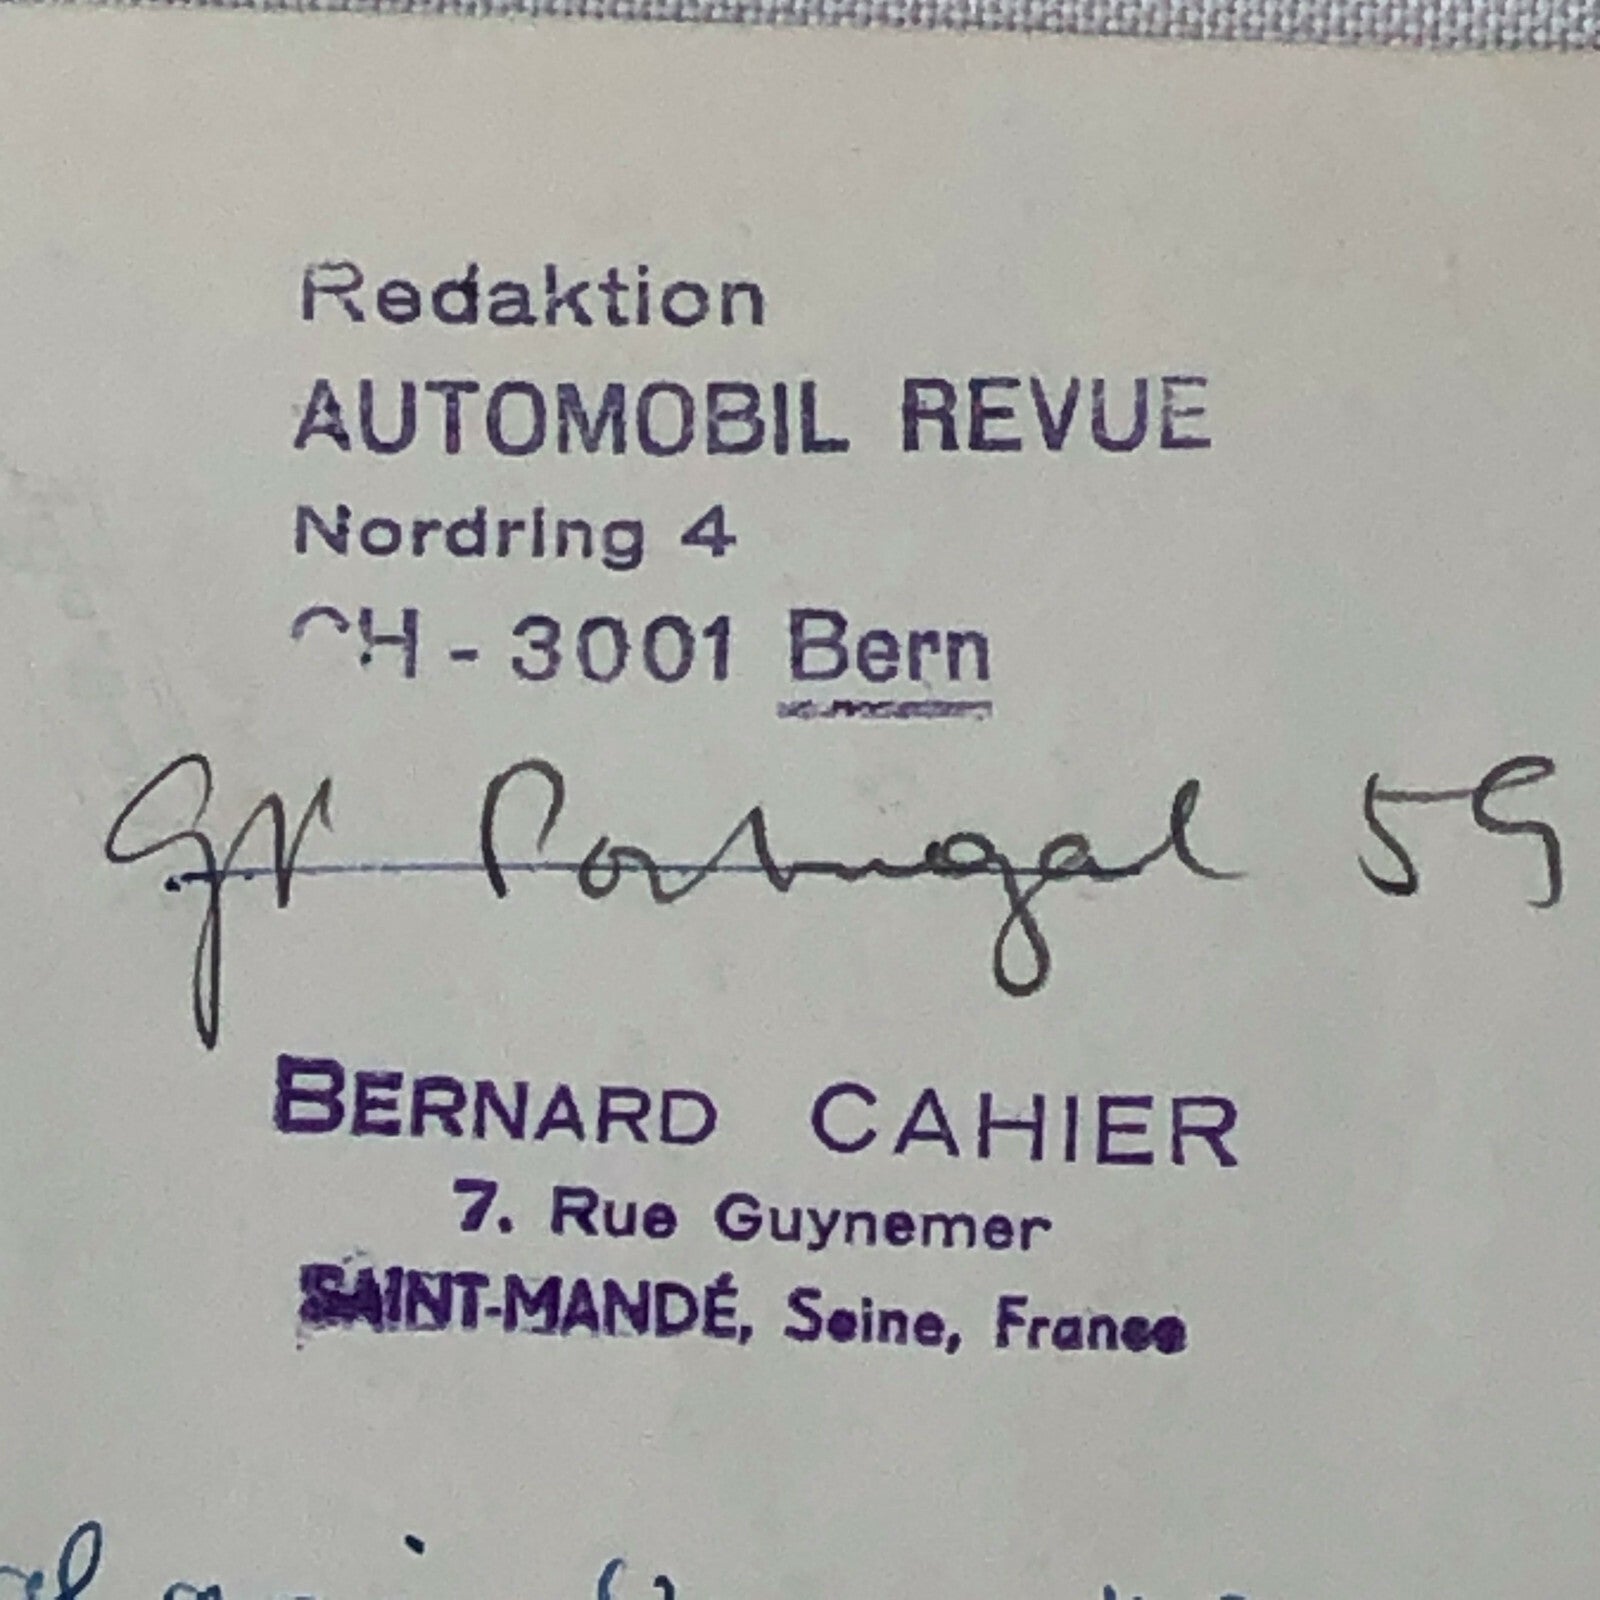 Redaktion
AUTOMOBIL REVUE
Nordring 4
CH - 3001 Bern
GP Portugal 59
BERNARD CAHIER
7. Rue Guynemer
SAINT-MANDÉ, Seine, France